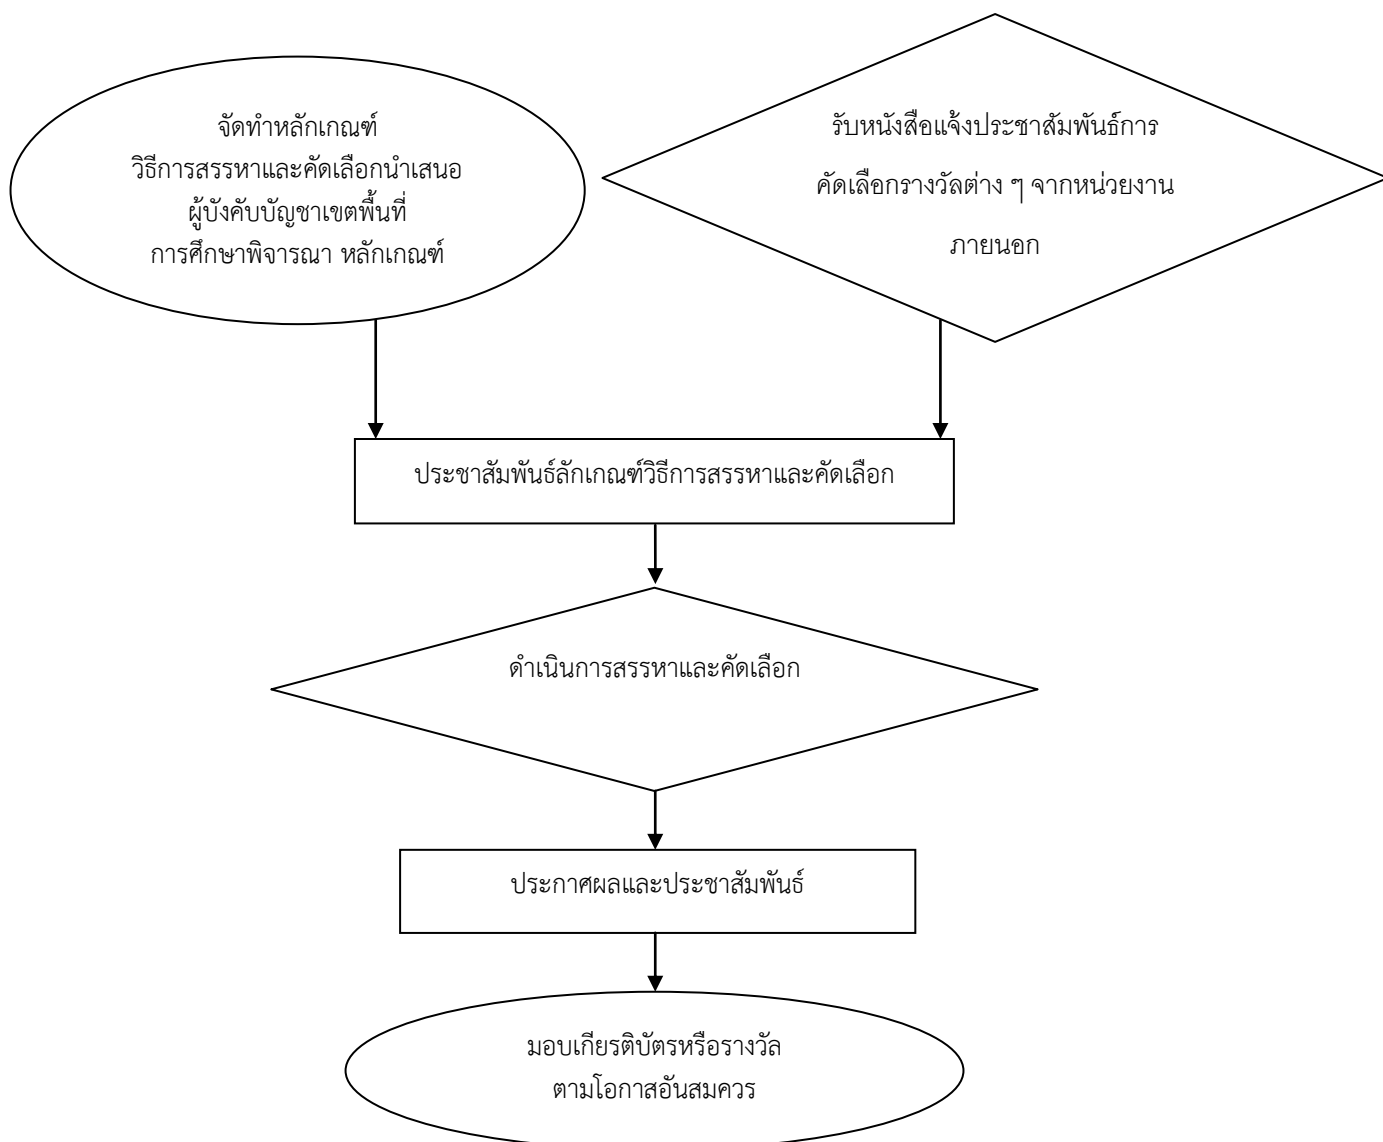 จัดทำหลักเกณฑ์
วิธีการสรรหาและคัดเลือกนำเสนอ
ผู้บังคับบัญชาเขตพื้นที่
การศึกษาพิจารณา หลักเกณฑ์
รับหนังสือแจ้งประชาสัมพันธ์การ
คัดเลือกรางวัลต่าง ๆ จากหน่วยงาน
ภายนอก
ประชาสัมพันธ์ลักเกณฑ์วิธีการสรรหาและคัดเลือก
ดำเนินการสรรหาและคัดเลือก
ประกาศผลและประชาสัมพันธ์
มอบเกียรติบัตรหรือรางวัล
ตามโอกาสอันสมควร